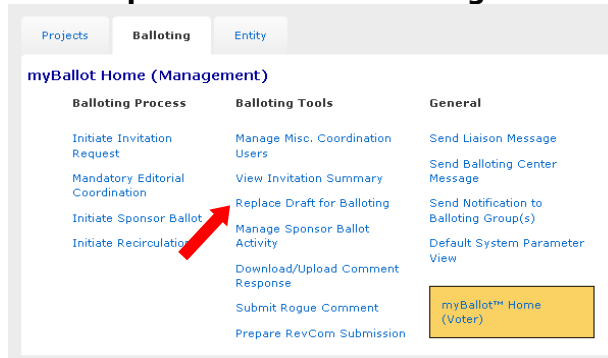 Projects
Balloting
Entity
myBallot Home (Management)
Balloting Process
Initiate Invitation
Request
Mandatory Editorial
Coordination
Initiate Sponsor Ballot
Initiate Recirculation
Balloting Tools
Manage Misc. Coordination
Users
View Invitation Summary
Replace Draft for Balloting
Manage Sponsor Ballot
Activity
Download/Upload Comment
Response
Submit Rogue Comment
Prepare RevCom Submission
General
Send Liaison Message
Send Balloting Center
Message
Send Notification to
Balloting Group(s)
Default System Parameter
View
myBallot™ Home
(Voter)